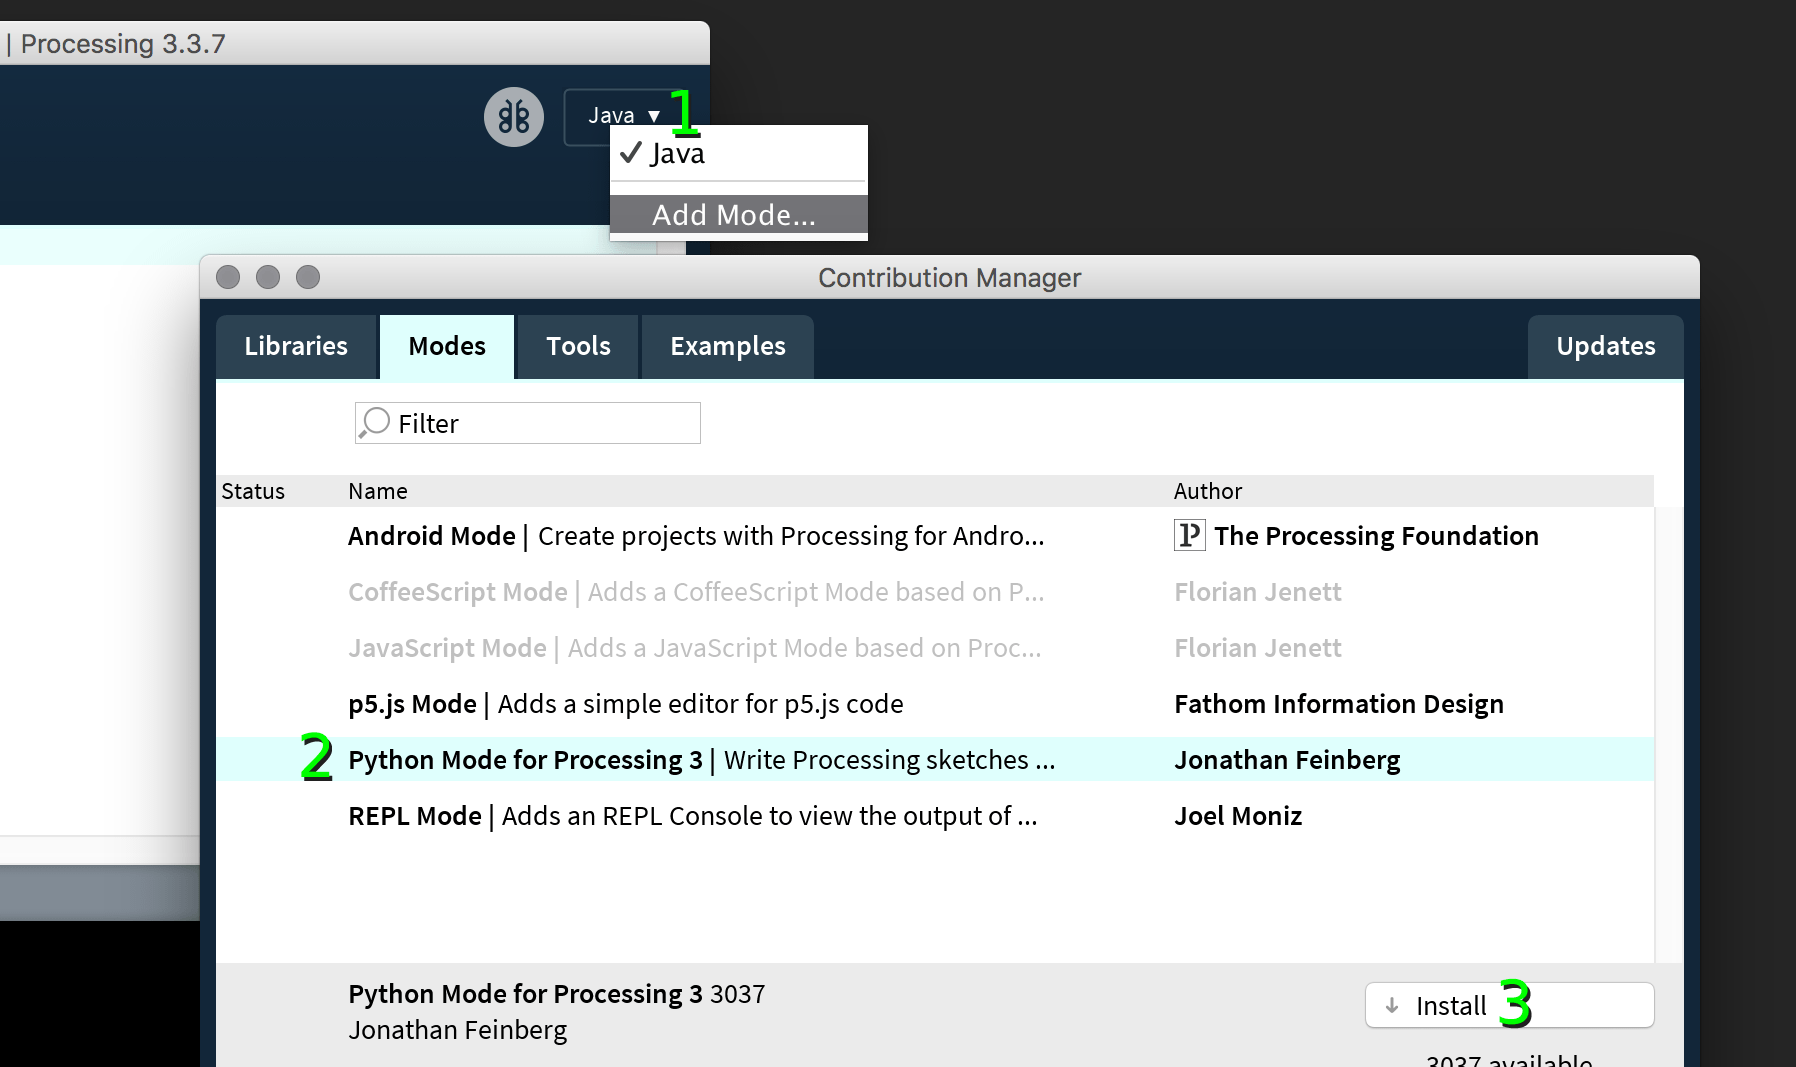 | Processing 3.3.7
Java ▼ 1
✓ Java
Add Mode...
Contribution Manager
Libraries Modes Tools Examples Updates
Filter
Status Name Author
Android Mode | Create projects with Processing for Andro... The Processing Foundation
CoffeeScript Mode | Adds a CoffeeScript Mode based on P... Florian Jenett
JavaScript Mode | Adds a JavaScript Mode based on Proc... Florian Jenett
p5.js Mode | Adds a simple editor for p5.js code Fathom Information Design
2 Python Mode for Processing 3 | Write Processing sketches ... Jonathan Feinberg
REPL Mode | Adds an REPL Console to view the output of ... Joel Moniz
Python Mode for Processing 3 3037
↓ Install 3
Jonathan Feinberg
3037 available